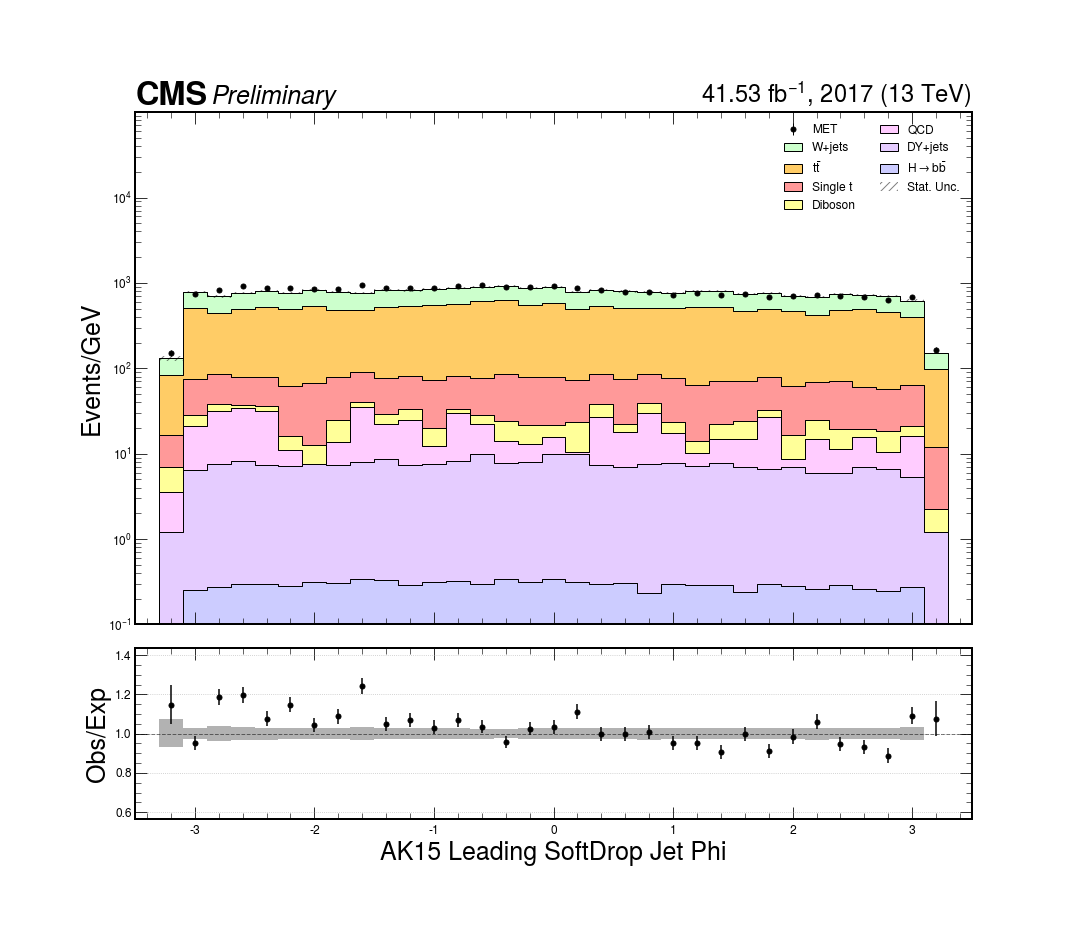 CMS Preliminary 41.53 fb⁻¹, 2017 (13 TeV)
MET QCD
W+jets DY+jets
tt̄ H→bb̄
Single t Stat. Unc.
Diboson
Events/GeV
10⁴
10³
10²
10¹
10⁰
10⁻¹
Obs/Exp
1.4
1.2
1.0
0.8
0.6
-3 -2 -1 0 1 2 3
AK15 Leading SoftDrop Jet Phi